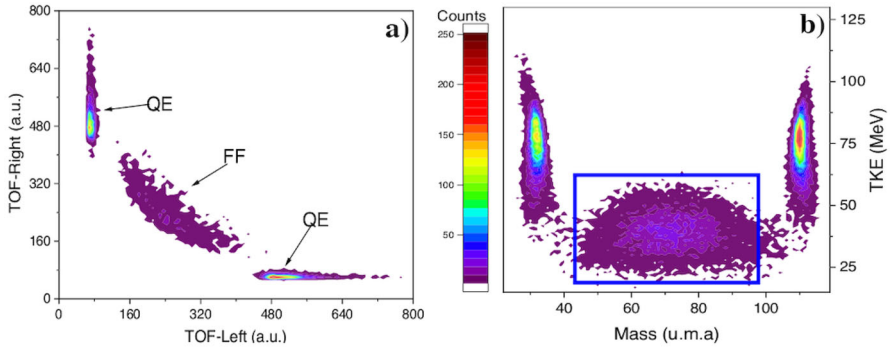 a)
800
640
480
320
160
0
TOF-Right (a.u.)
QE
FF
QE
0
160
320
480
640
800
TOF-Left (a.u.)
Counts
250
200
150
100
50
b)
125
100
75
50
25
TKE (MeV)
40
60
80
100
Mass (u.m.a)